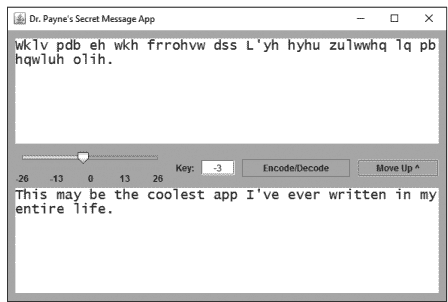 Dr. Payne's Secret Message App
Wklv pdb eh wkh frrohvw dss L'yh hyhu zulwwhq lq pb
hqwluh olih.
-26 -13 0 13 26
Key: -3 Encode/Decode Move Up ^
This may be the coolest app I've ever written in my
entire life.